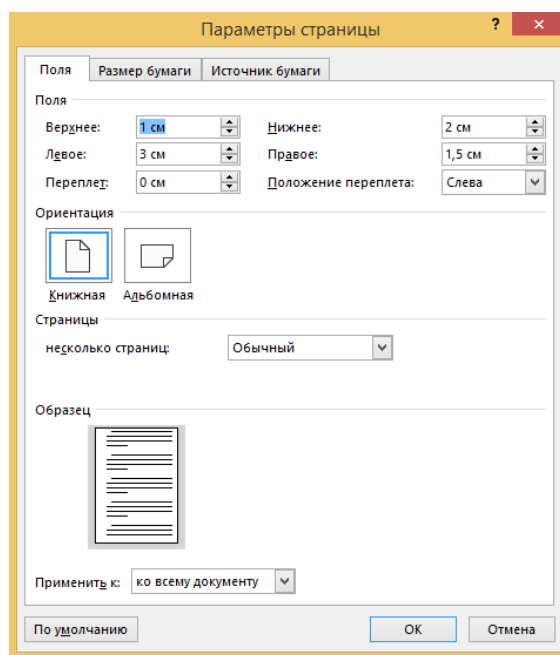 Параметры страницы ?
Поля Размер бумаги Источник бумаги
Поля
Верхнее: 1 см Нижнее: 2 см
Левое: 3 см Правое: 1,5 см
Переплет: 0 см Положение переплета: Слева
Ориентация
Книжная Альбомная
Страницы
несколько страниц: Обычный
Образец
Применить к: ко всему документу
По умолчанию ОК Отмена